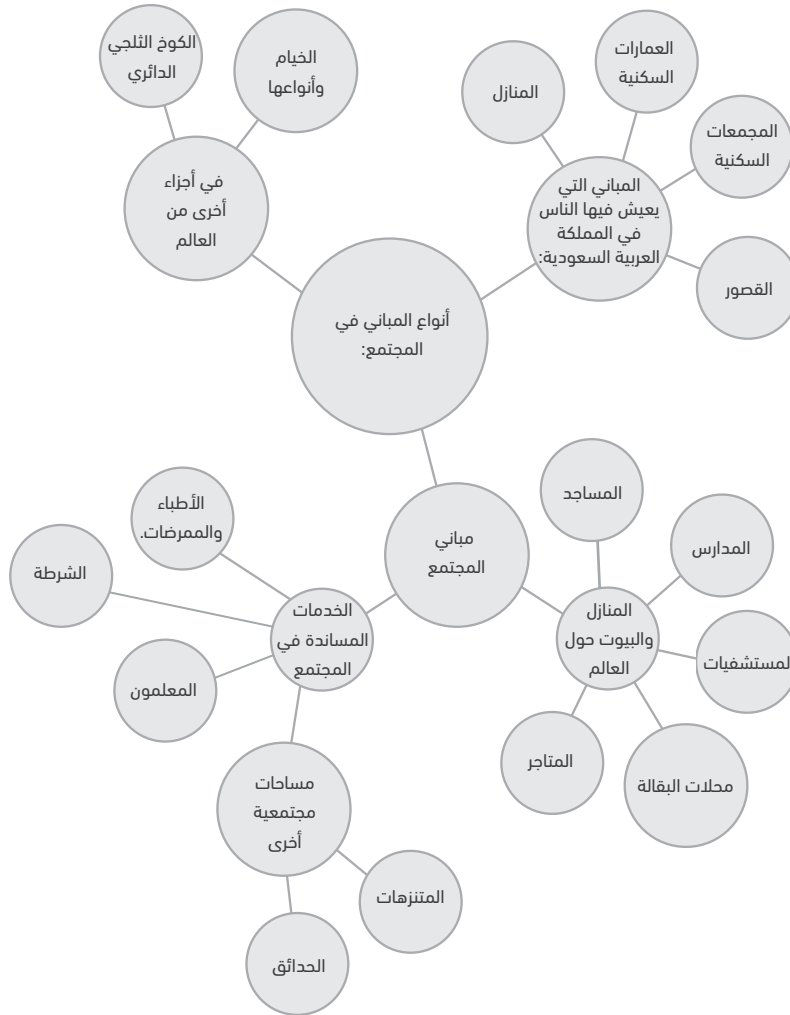 الكوخ الثلجي
الدائري
الخيام
وأنواعها
في أجزاء
أخرى من
العالم
العمارات
السكنية
المنازل
المجمعات
السكنية
المباني التي
يعيش فيها الناس
في المملكة
العربية السعودية:
القصور
أنواع المباني في
المجتمع:
مباني
المجتمع
المساجد
المدارس
المنازل
والبيوت حول
العالم
المستشفيات
محلات البقالة
المتاجر
الأطباء
والممرضات.
الشرطة
الخدمات
المساندة في
المجتمع
المعلمون
مساحات
مجتمعية
أخرى
المتنزهات
الحدائق